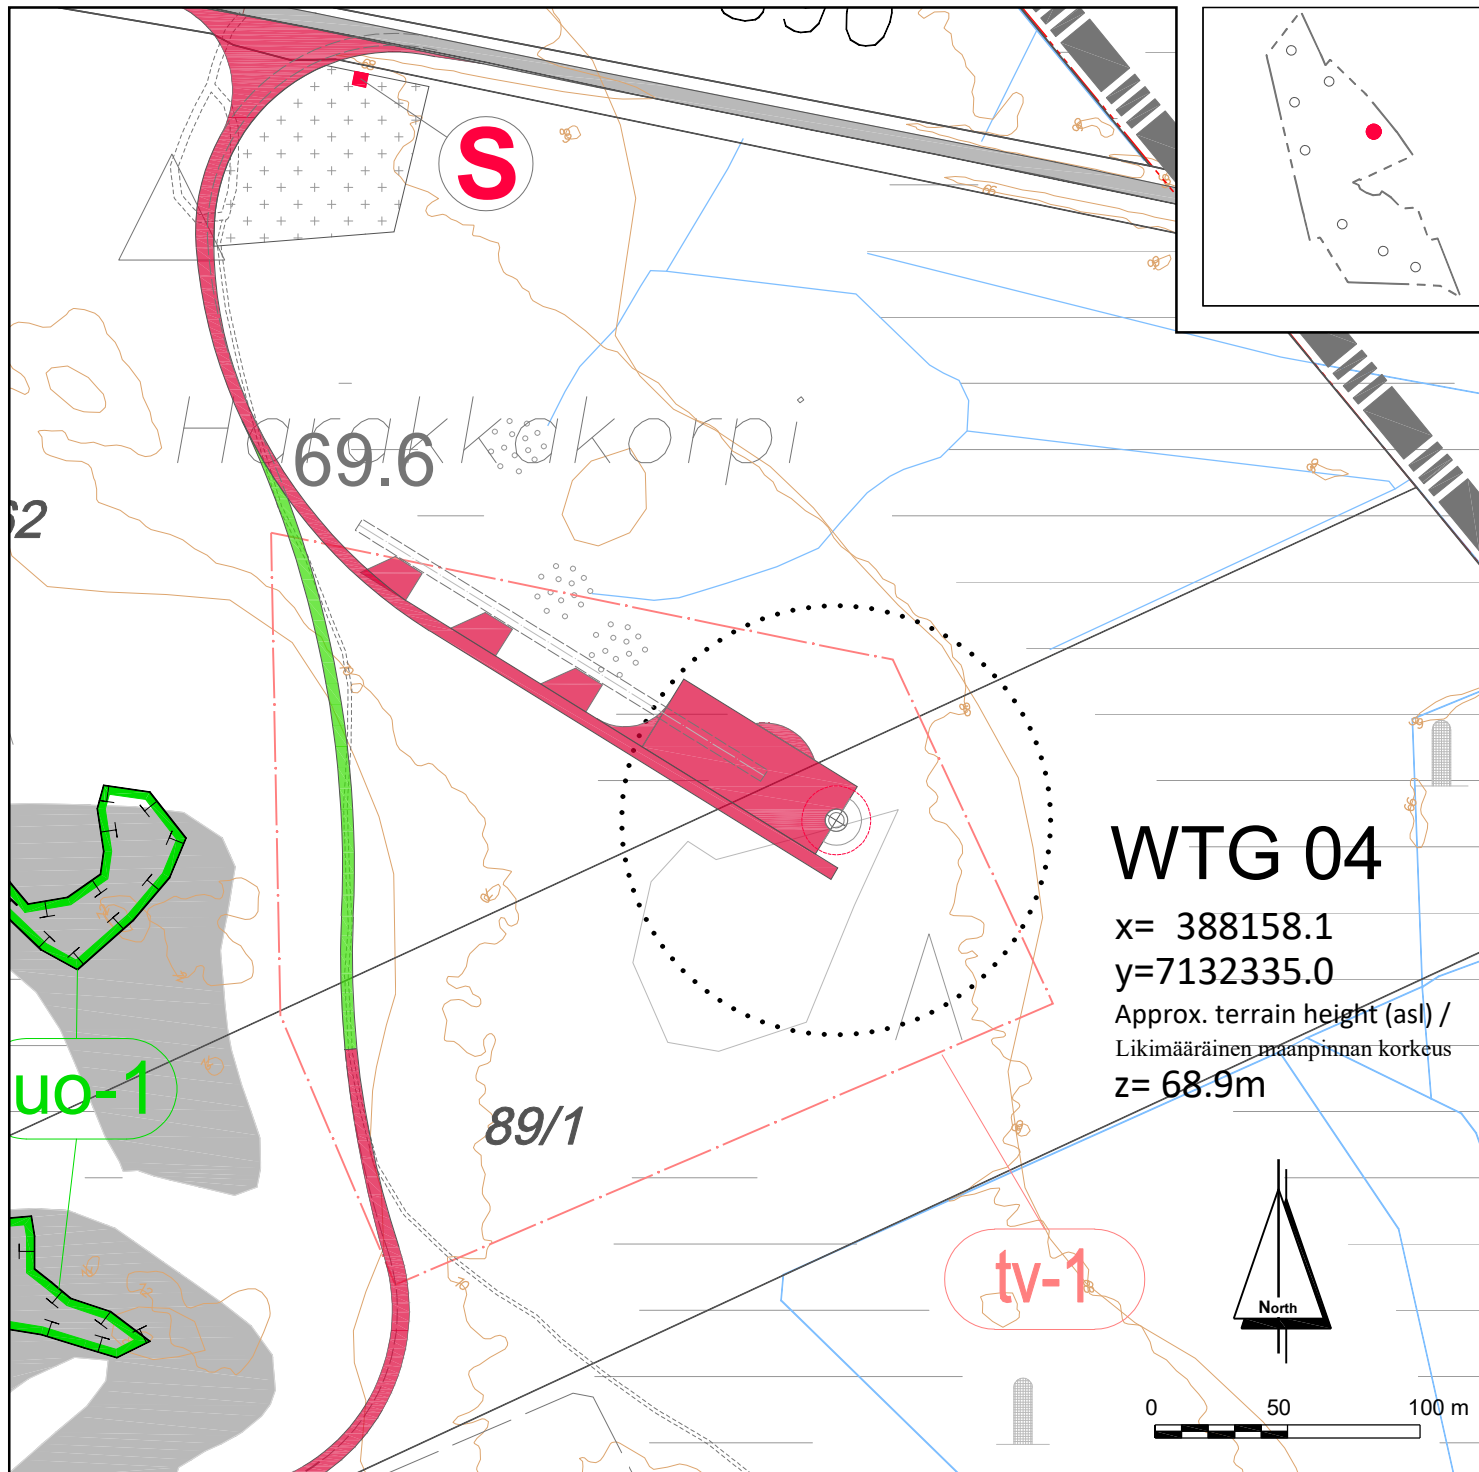 S
Harakkakorpi
69.6
62
WTG 04
x= 388158.1
y=7132335.0
Approx. terrain height (asl) /
Likimääräinen maanpinnan korkeus
z= 68.9m
uo-1
89/1
tv-1
North
0 50 100 m